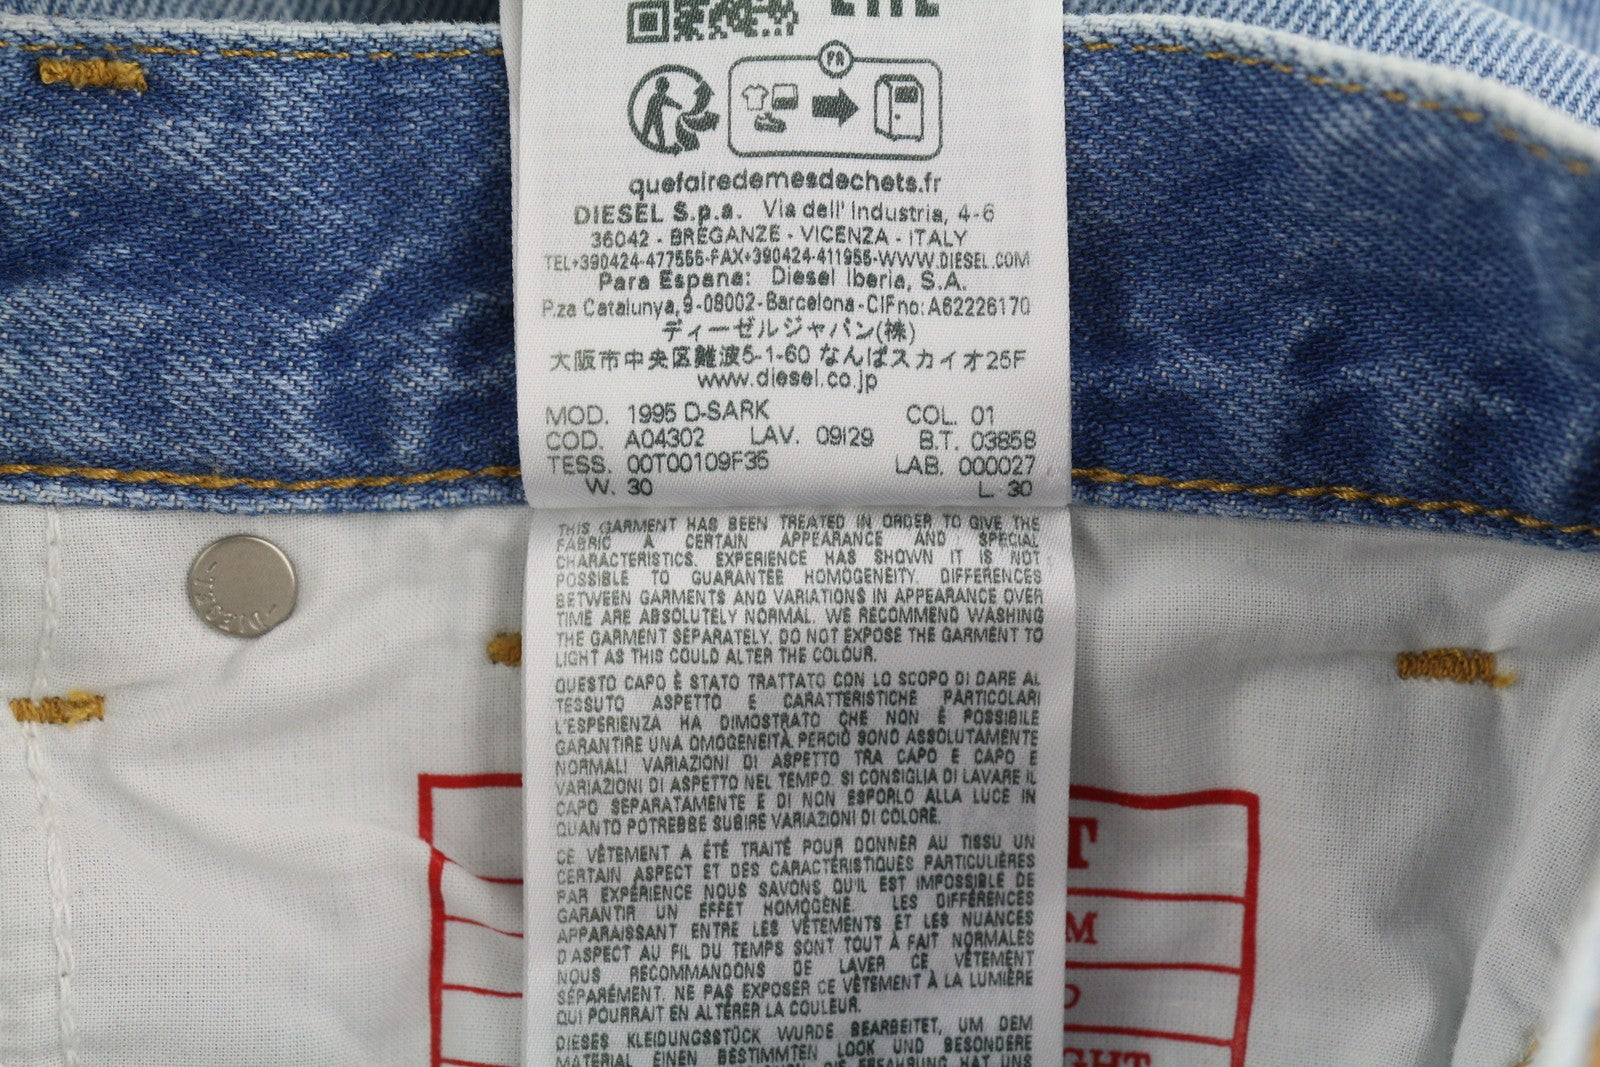 FR
quefairedemesdechets.fr
DIESEL S.p.a. Via dell' Industria, 4-6
36042 - BREGANZE - VICENZA - ITALY
TEL+390424-477555-FAX+390424-411955-WWW.DIESEL.COM
Para Espana: Diesel Iberia, S.A.
P.za Catalunya, 9-08002-Barcelona-CIF no: A62226170
ディーゼルジャパン(株)
大阪市中央区難波5-1-60 なんばスカイオ25F
www.diesel.co.jp
MOD. 1995 D-SARK COL. 01
COD. A04302 LAV. 09I29 B.T. 03858
TESS. 00T00109F35 LAB. 000027
W. 30 L. 30
THIS GARMENT HAS BEEN TREATED IN ORDER TO GIVE THE
FABRIC A CERTAIN APPEARANCE AND SPECIAL
CHARACTERISTICS. EXPERIENCE HAS SHOWN IT IS NOT
POSSIBLE TO GUARANTEE HOMOGENEITY. DIFFERENCES
BETWEEN GARMENTS AND VARIATIONS IN APPEARANCE OVER
TIME ARE ABSOLUTELY NORMAL. WE RECOMMEND WASHING
THE GARMENT SEPARATELY. DO NOT EXPOSE THE GARMENT TO
LIGHT AS THIS COULD ALTER THE COLOUR.
QUESTO CAPO È STATO TRATTATO CON LO SCOPO DI DARE AL
TESSUTO ASPETTO E CARATTERISTICHE PARTICOLARI
L'ESPERIENZA HA DIMOSTRATO CHE NON È POSSIBILE
GARANTIRE UNA OMOGENEITÀ. PERCIÒ SONO ASSOLUTAMENTE
NORMALI VARIAZIONI DI ASPETTO TRA CAPO E CAPO E
VARIAZIONI DI ASPETTO NEL TEMPO. SI CONSIGLIA DI LAVARE IL
CAPO SEPARATAMENTE E DI NON ESPORLO ALLA LUCE IN
QUANTO POTREBBE SUBIRE VARIAZIONI DI COLORE.
CE VÊTEMENT A ÉTÉ TRAITÉ POUR DONNER AU TISSU UN
CERTAIN ASPECT ET DES CARACTÉRISTIQUES PARTICULIÈRES
PAR EXPÉRIENCE NOUS SAVONS QU'IL EST IMPOSSIBLE DE
GARANTIR UN EFFET HOMOGÈNE. LES DIFFÉRENCES
APPARAISSANT ENTRE LES VÊTEMENTS ET LES NUANCES
D'ASPECT AU FIL DU TEMPS SONT TOUT À FAIT NORMALES
NOUS RECOMMANDONS DE LAVER CE VÊTEMENT
SÉPARÉMENT. NE PAS EXPOSER CE VÊTEMENT À LA LUMIÈRE
QUI POURRAIT EN ALTÉRER LA COULEUR.
DIESES KLEIDUNGSSTÜCK WURDE BEARBEITET, UM DEM
MATERIAL EINEN BESTIMMTEN LOOK UND BESONDERE
DIESEL
T
M
GHT